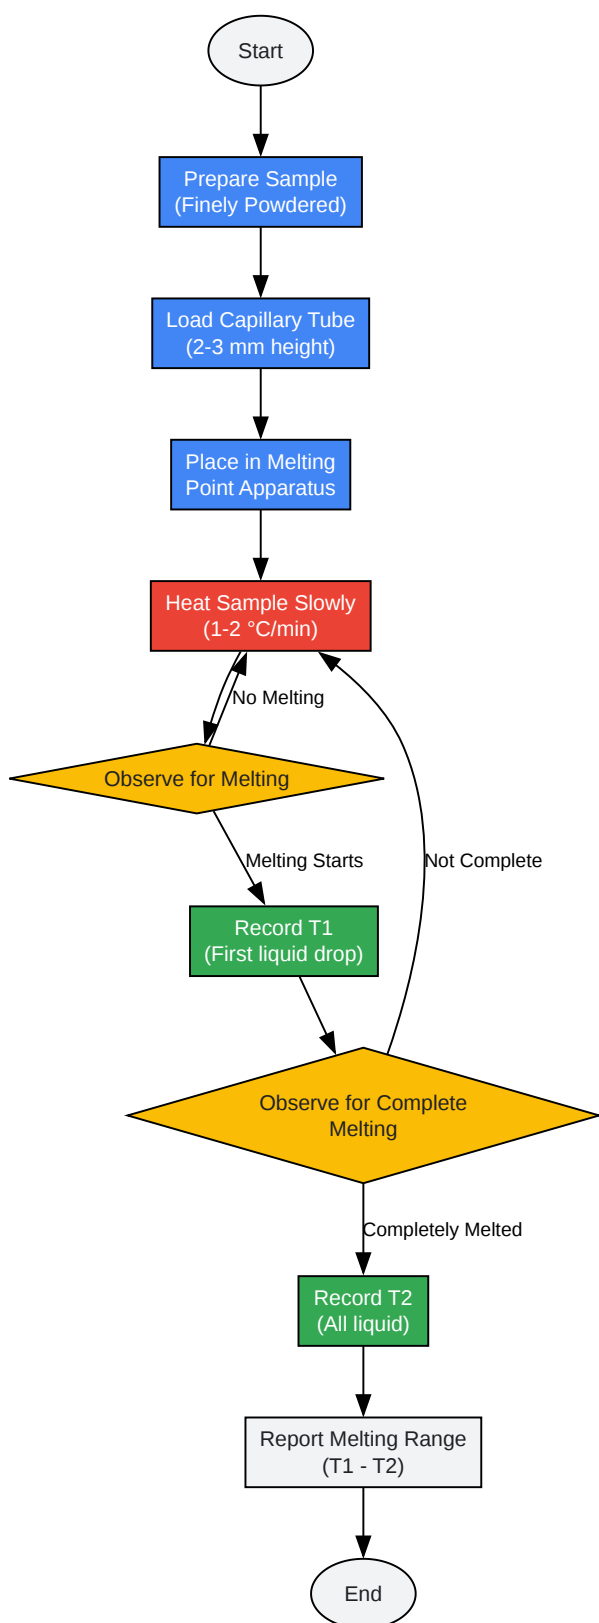 Start
Prepare Sample
(Finely Powdered)
Load Capillary Tube
(2-3 mm height)
Place in Melting
Point Apparatus
Heat Sample Slowly
(1-2 °C/min)
No Melting
Observe for Melting
Melting Starts
Not Complete
Record T1
(First liquid drop)
Observe for Complete
Melting
Completely Melted
Record T2
(All liquid)
Report Melting Range
(T1 - T2)
End